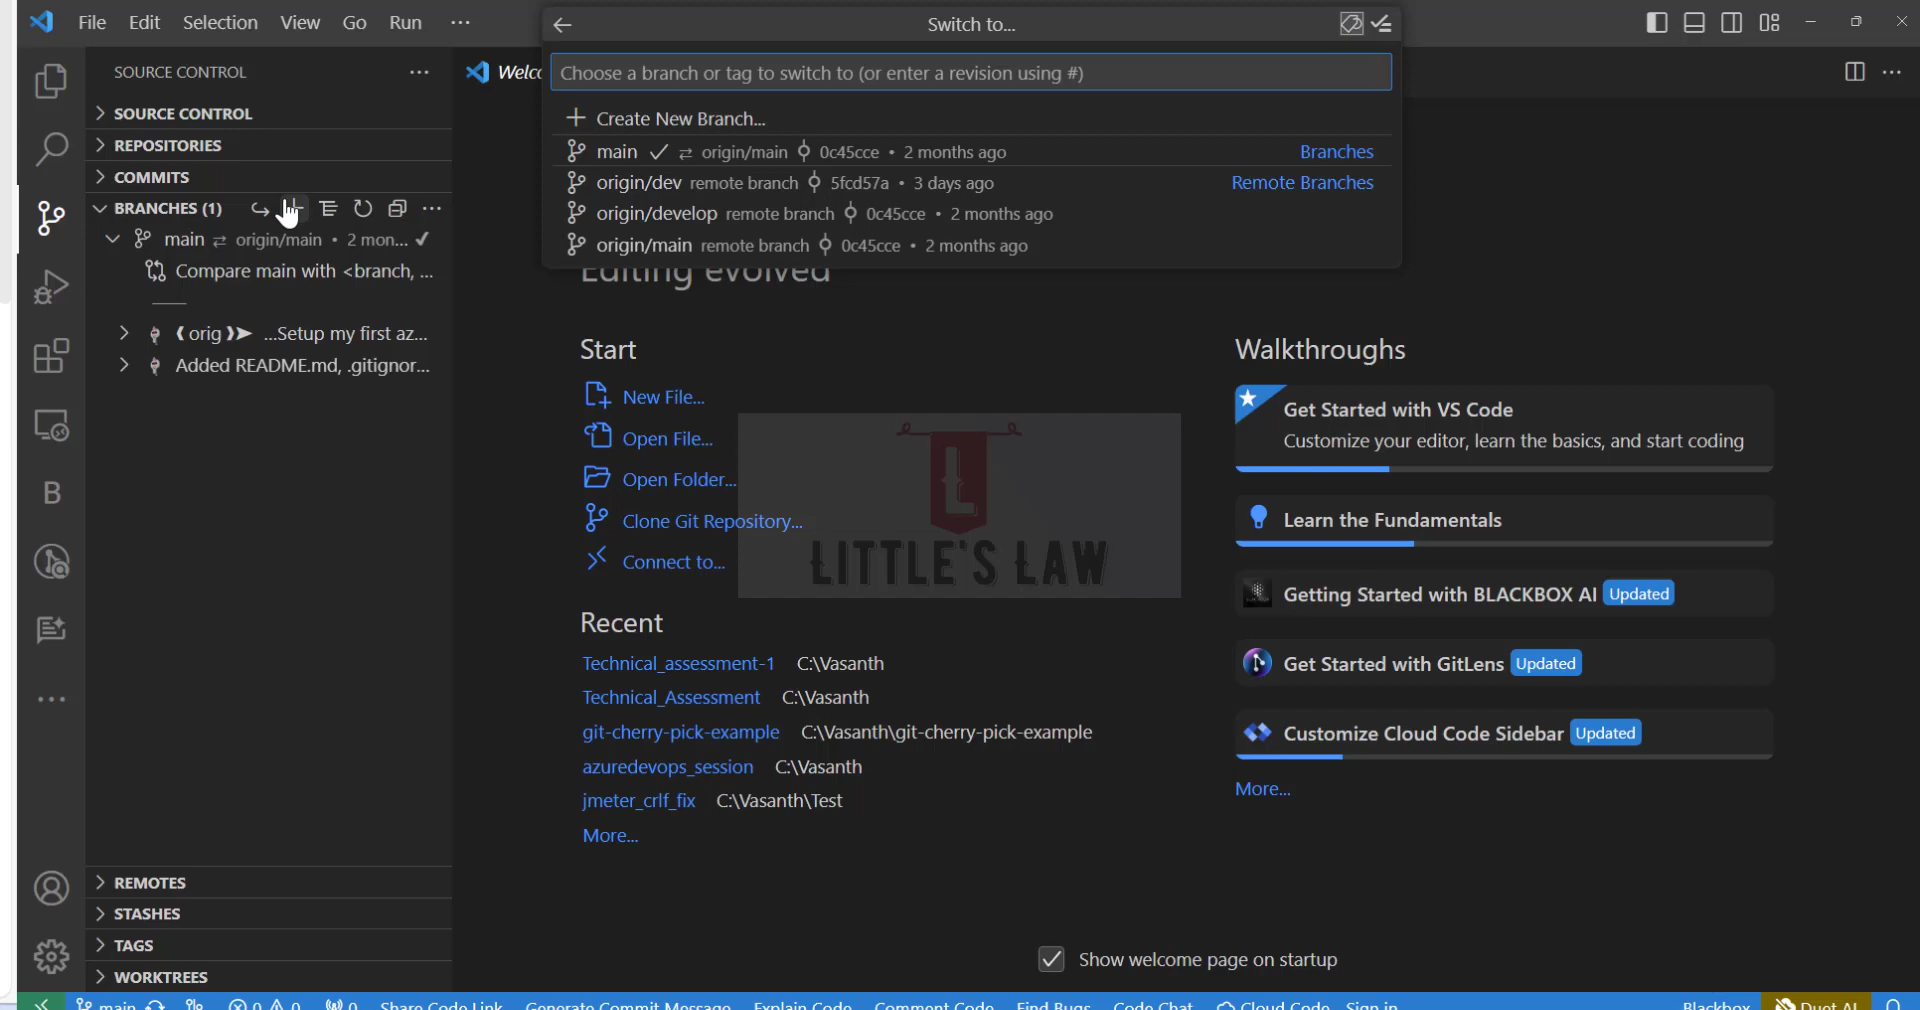 File Edit Selection View Go Run ···
Switch to...
SOURCE CONTROL ···
Welc
Choose a branch or tag to switch to (or enter a revision using #)
SOURCE CONTROL
REPOSITORIES
COMMITS
BRANCHES (1) ···
main ⇄ origin/main • 2 mon... ✓
Compare main with <branch, ...
❰ orig ❱➤ ...Setup my first az...
Added README.md, .gitignor...
Create New Branch...
main ✓ ⇄ origin/main 0c45cce • 2 months ago Branches
origin/dev remote branch 5fcd57a • 3 days ago Remote Branches
origin/develop remote branch 0c45cce • 2 months ago
origin/main remote branch 0c45cce • 2 months ago
Editing evolved
Start
New File...
Open File...
Open Folder...
Clone Git Repository...
Connect to...
L
LITTLE'S LAW
Recent
Technical_assessment-1 C:\Vasanth
Technical_Assessment C:\Vasanth
git-cherry-pick-example C:\Vasanth\git-cherry-pick-example
azuredevops_session C:\Vasanth
jmeter_crlf_fix C:\Vasanth\Test
More...
Walkthroughs
Get Started with VS Code
Customize your editor, learn the basics, and start coding
Learn the Fundamentals
Getting Started with BLACKBOX AI Updated
Get Started with GitLens Updated
Customize Cloud Code Sidebar Updated
More...
B
REMOTES
STASHES
TAGS
WORKTREES
Show welcome page on startup
main 0 0 0 Share Code Link Generate Commit Message Explain Code Comment Code Find Bugs Code Chat Cloud Code Sign in Blackbox Duet AI